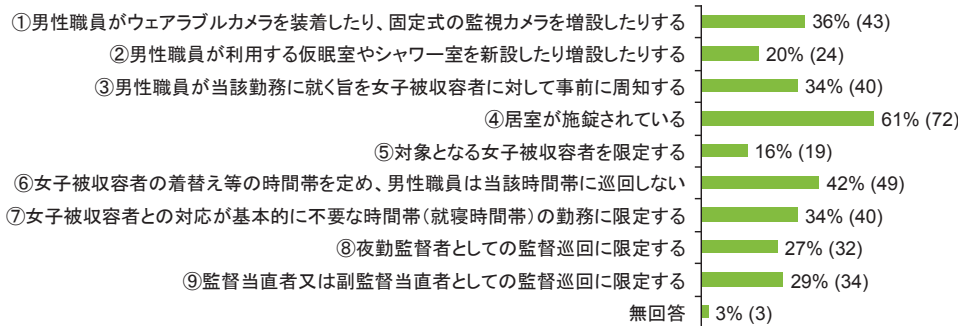 ①男性職員がウェアラブルカメラを装着したり、固定式の監視カメラを増設したりする 36% (43)
②男性職員が利用する仮眠室やシャワー室を新設したり増設したりする 20% (24)
③男性職員が当該勤務に就く旨を女子被収容者に対して事前に周知する 34% (40)
④居室が施錠されている 61% (72)
⑤対象となる女子被収容者を限定する 16% (19)
⑥女子被収容者の着替え等の時間帯を定め、男性職員は当該時間帯に巡回しない 42% (49)
⑦女子被収容者との対応が基本的に不要な時間帯（就寝時間帯）の勤務に限定する 34% (40)
⑧夜勤監督者としての監督巡回に限定する 27% (32)
⑨監督当直者又は副監督当直者としての監督巡回に限定する 29% (34)
無回答 3% (3)